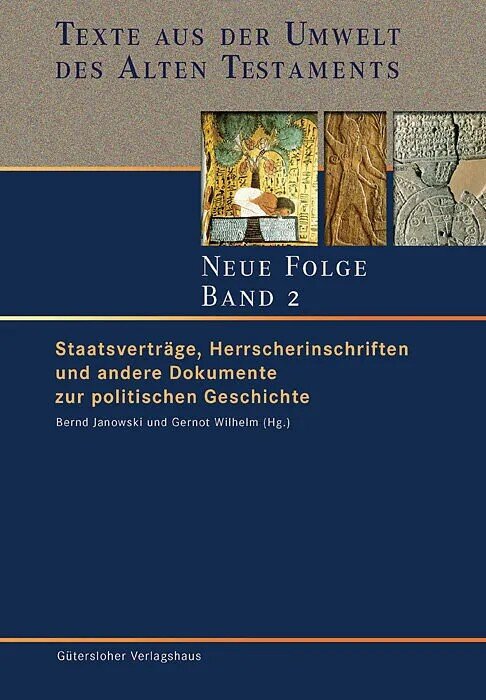 Texte aus der Umwelt
des Alten Testaments
Neue Folge
Band 2
Staatsverträge, Herrscherinschriften
und andere Dokumente
zur politischen Geschichte
Bernd Janowski und Gernot Wilhelm (Hg.)
Gütersloher Verlagshaus